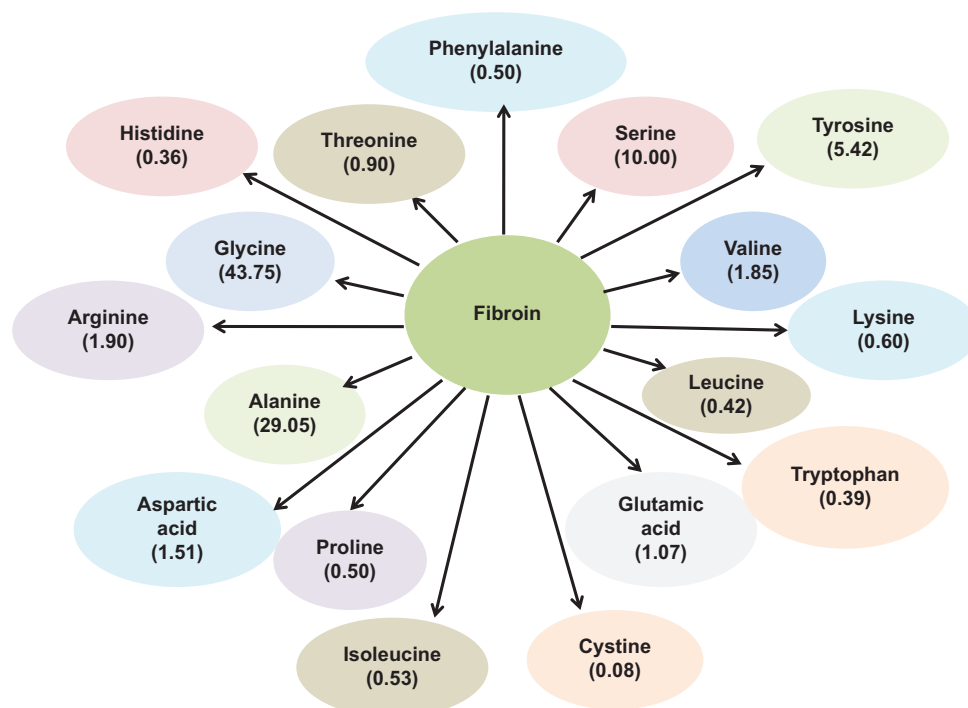 Phenylalanine
(0.50)
Histidine
(0.36)
Threonine
(0.90)
Serine
(10.00)
Tyrosine
(5.42)
Glycine
(43.75)
Valine
(1.85)
Arginine
(1.90)
Fibroin
Lysine
(0.60)
Alanine
(29.05)
Leucine
(0.42)
Aspartic
acid
(1.51)
Proline
(0.50)
Glutamic
acid
(1.07)
Tryptophan
(0.39)
Isoleucine
(0.53)
Cystine
(0.08)